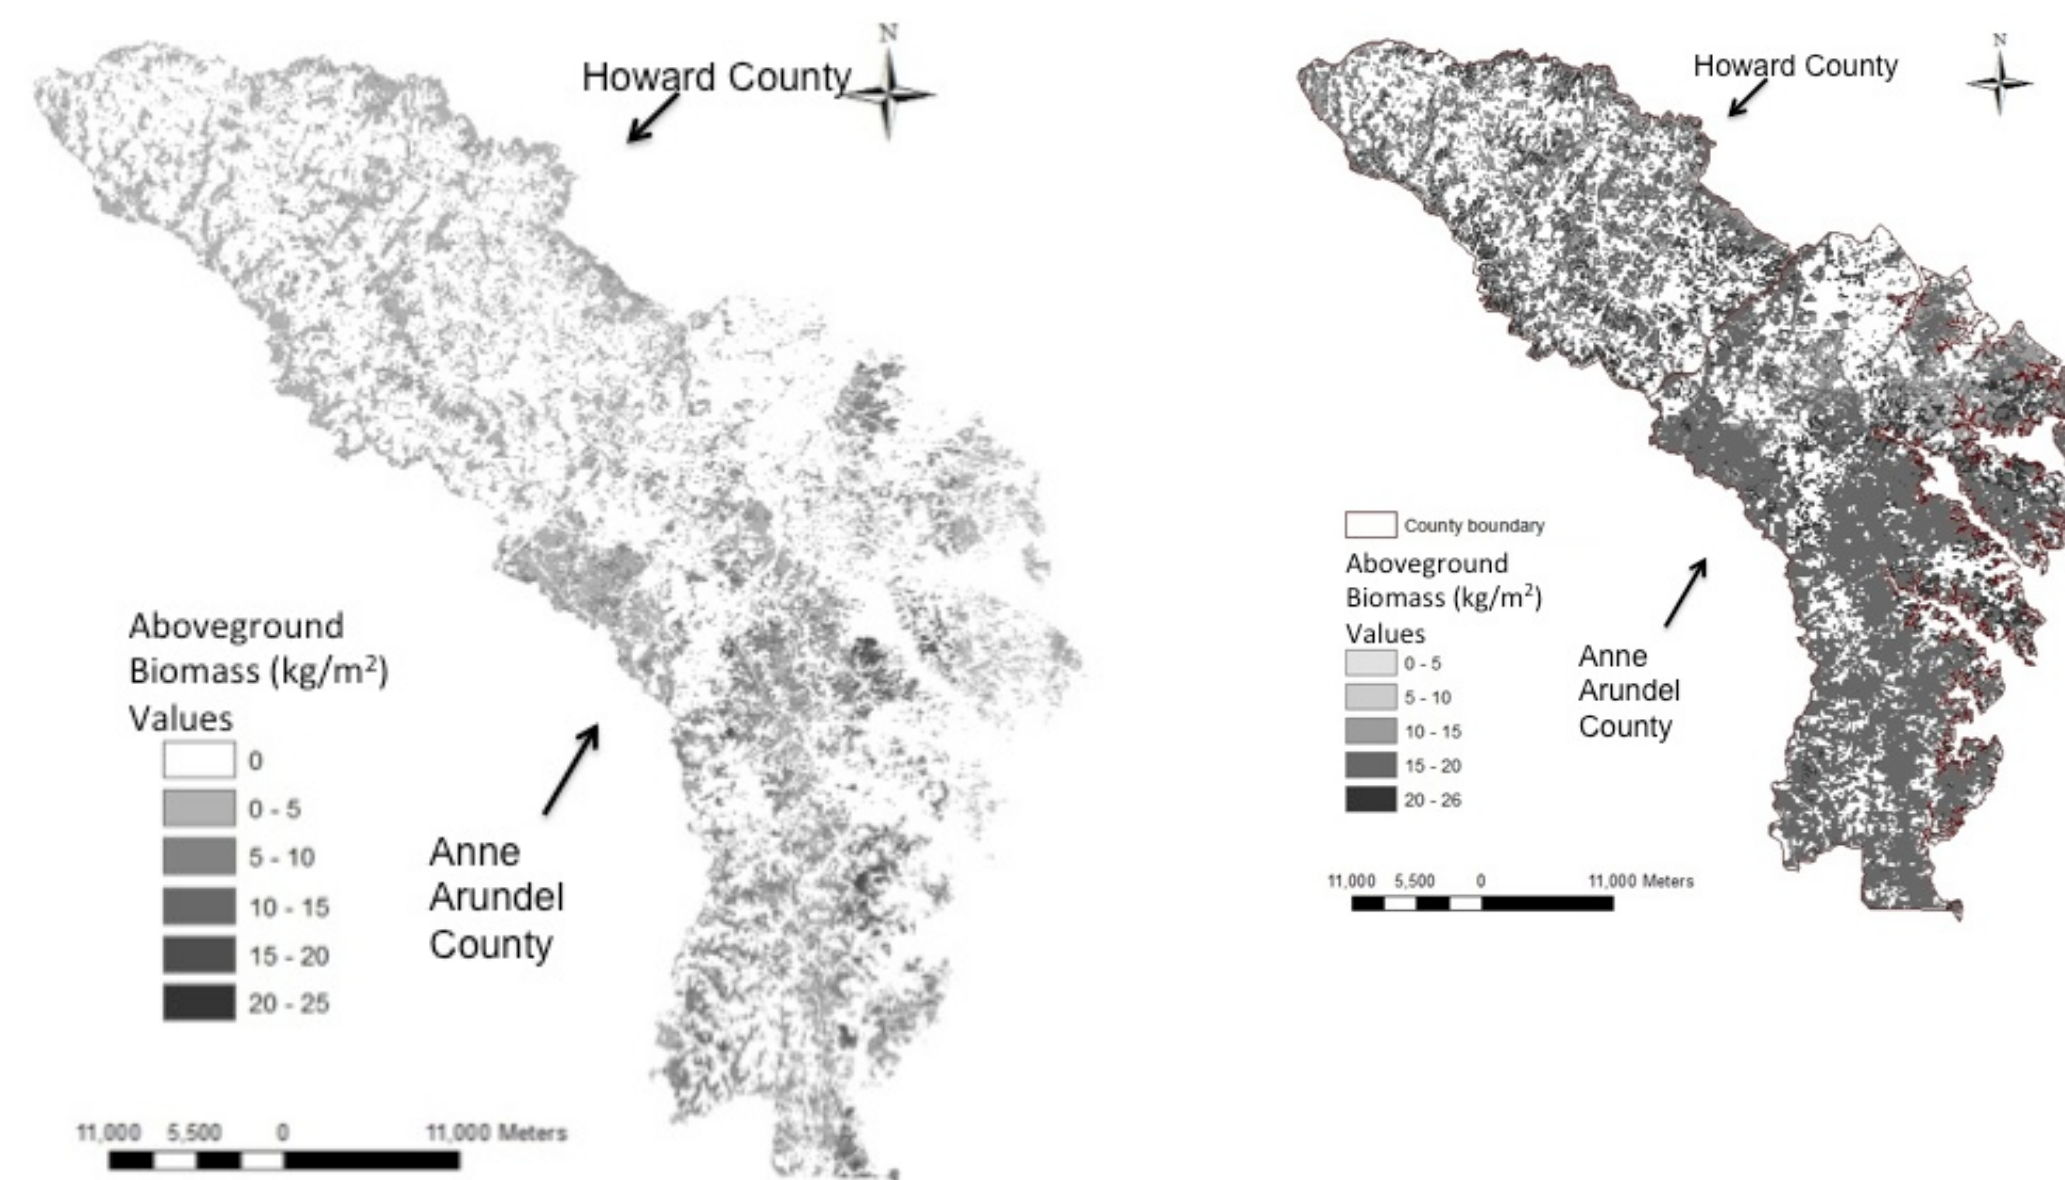 N
Howard County
Aboveground
Biomass (kg/m²)
Values
0
0 - 5
5 - 10
10 - 15
15 - 20
20 - 25
Anne
Arundel
County
11,000 5,500 0 11,000 Meters
N
Howard County
County boundary
Aboveground
Biomass (kg/m²)
Values
0 - 5
5 - 10
10 - 15
15 - 20
20 - 26
Anne
Arundel
County
11,000 5,500 0 11,000 Meters